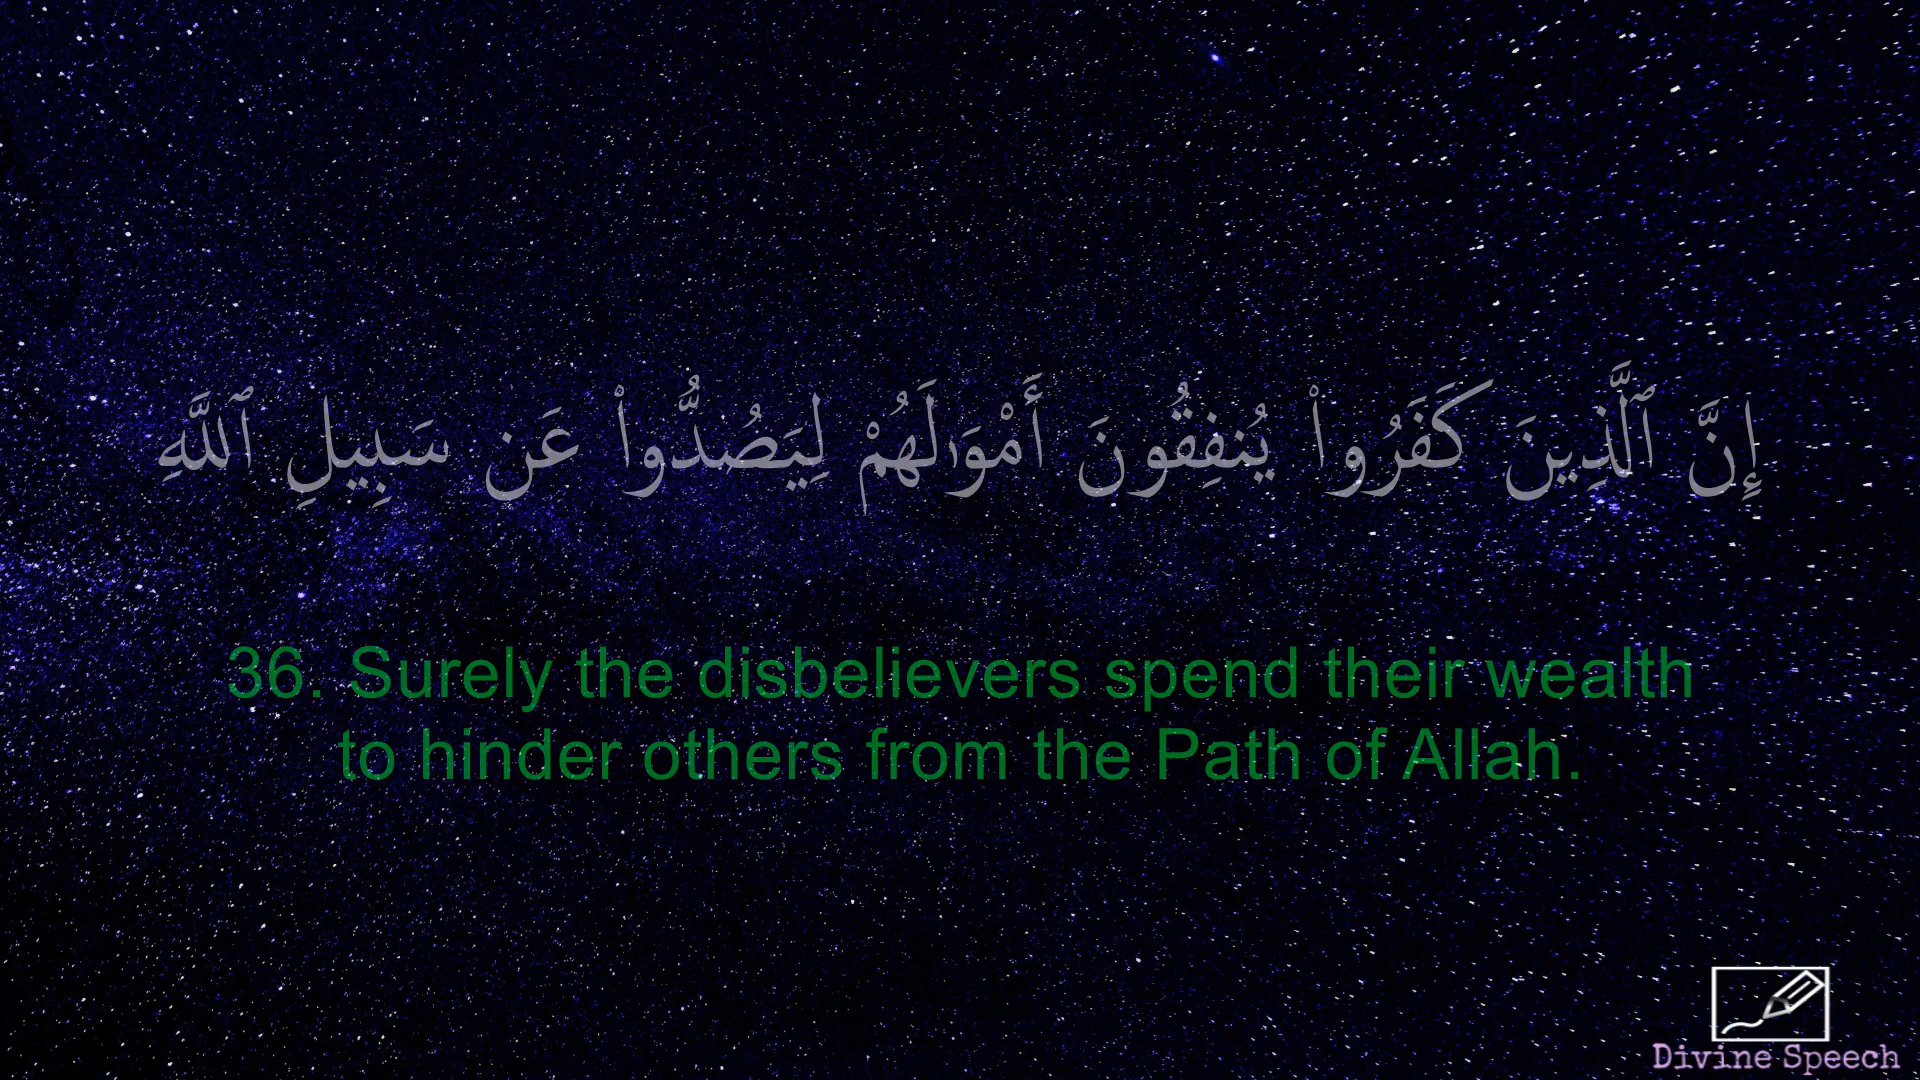 إِنَّ ٱلَّذِينَ كَفَرُوا۟ يُنفِقُونَ أَمْوَٰلَهُمْ لِيَصُدُّوا۟ عَن سَبِيلِ ٱللَّهِ
36. Surely the disbelievers spend their wealth
to hinder others from the Path of Allah.
Divine Speech